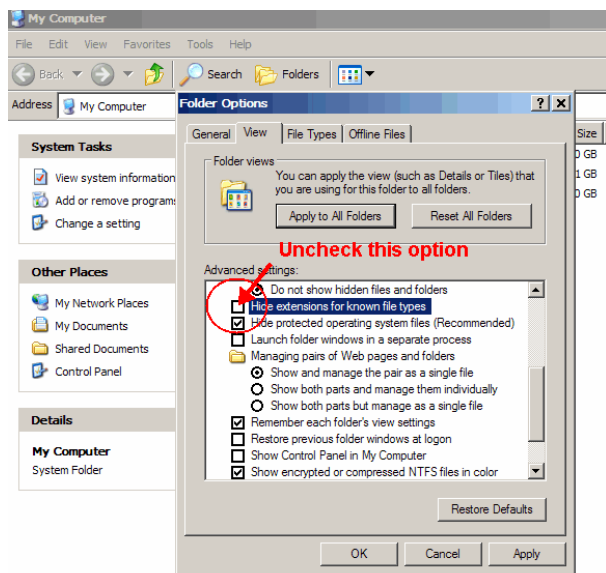 My Computer
File Edit View Favorites Tools Help
Back Search Folders
Address My Computer
Folder Options
General View File Types Offline Files
Size
System Tasks
View system information
Add or remove programs
Change a setting
Other Places
My Network Places
My Documents
Shared Documents
Control Panel
Details
My Computer
System Folder
Folder views
You can apply the view (such as Details or Tiles) that
you are using for this folder to all folders.
Apply to All Folders Reset All Folders
Uncheck this option
Advanced settings:
Do not show hidden files and folders
Hide extensions for known file types
Hide protected operating system files (Recommended)
Launch folder windows in a separate process
Managing pairs of Web pages and folders
Show and manage the pair as a single file
Show both parts and manage them individually
Show both parts but manage as a single file
Remember each folder's view settings
Restore previous folder windows at logon
Show Control Panel in My Computer
Show encrypted or compressed NTFS files in color
Restore Defaults
OK Cancel Apply
0 GB
1 GB
0 GB